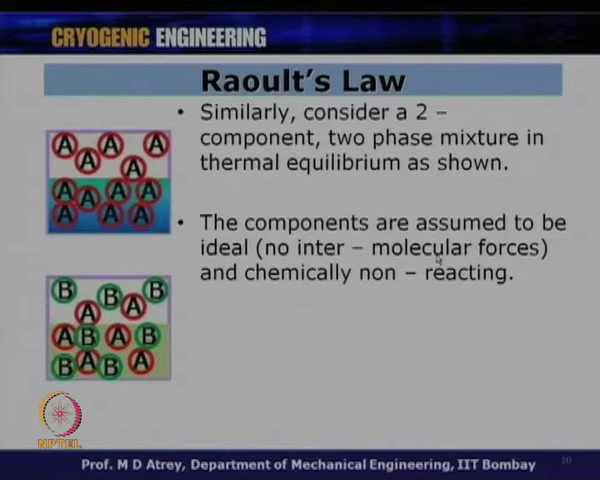 CRYOGENIC ENGINEERING
Raoult's Law
• Similarly, consider a 2 –
component, two phase mixture in
thermal equilibrium as shown.
• The components are assumed to be
ideal (no inter – molecular forces)
and chemically non – reacting.
A A A
A A
A A A A
A A A
B B B
A A
A B A B
B A B A
NPTEL
Prof. M D Atrey, Department of Mechanical Engineering, IIT Bombay
10